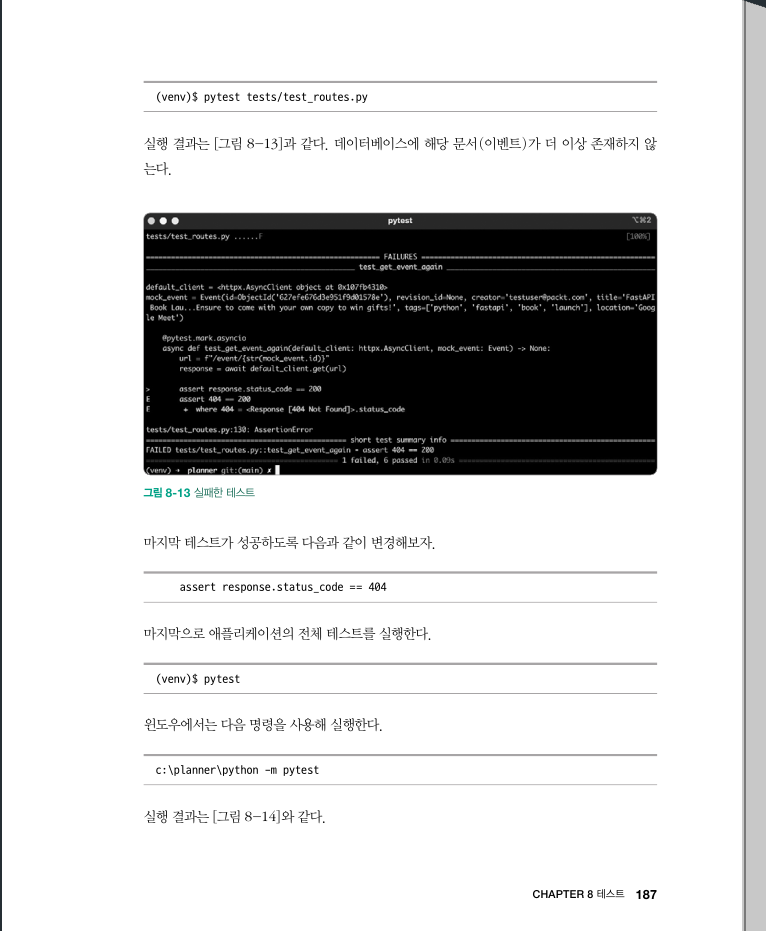 (venv)$ pytest tests/test_routes.py
실행 결과는 [그림 8-13]과 같다. 데이터베이스에 해당 문서(이벤트)가 더 이상 존재하지 않
는다.
pytest
⌥⌘2
tests/test_routes.py ......F [100%]
FAILURES
test_get_event_again
default_client = <httpx.AsyncClient object at 0x107fb4310>
mock_event = Event(id=ObjectId('627efe676d3e951f9d01578e'), revision_id=None, creator='testuser@packt.com', title='FastAPI
Book Lau...Ensure to come with your own copy to win gifts!', tags=['python', 'fastapi', 'book', 'launch'], location='Goog
le Meet')
@pytest.mark.asyncio
async def test_get_event_again(default_client: httpx.AsyncClient, mock_event: Event) -> None:
url = f"/event/{str(mock_event.id)}"
response = await default_client.get(url)
> assert response.status_code == 200
E assert 404 == 200
E + where 404 = <Response [404 Not Found]>.status_code
tests/test_routes.py:130: AssertionError
short test summary info
FAILED tests/test_routes.py::test_get_event_again - assert 404 == 200
1 failed, 6 passed in 0.09s
(venv) → planner git:(main) ✗
그림 8-13 실패한 테스트
마지막 테스트가 성공하도록 다음과 같이 변경해보자.
assert response.status_code == 404
마지막으로 애플리케이션의 전체 테스트를 실행한다.
(venv)$ pytest
윈도우에서는 다음 명령을 사용해 실행한다.
c:\planner\python -m pytest
실행 결과는 [그림 8-14]와 같다.
CHAPTER 8 테스트 187